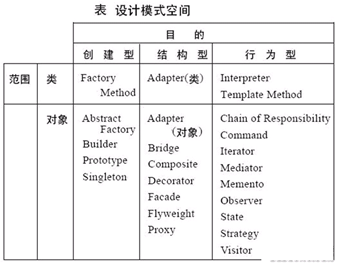 表 设计模式空间
目 的
创 建 型 结 构 型 行 为 型
范围 类 Factory Method Adapter(类) Interpreter
Template Method
对象 Abstract Factory Adapter (对象) Chain of Responsibility
Builder Bridge Command
Prototype Composite Iterator
Singleton Decorator Mediator
Facade Memento
Flyweight Observer
Proxy State
Strategy
Visitor